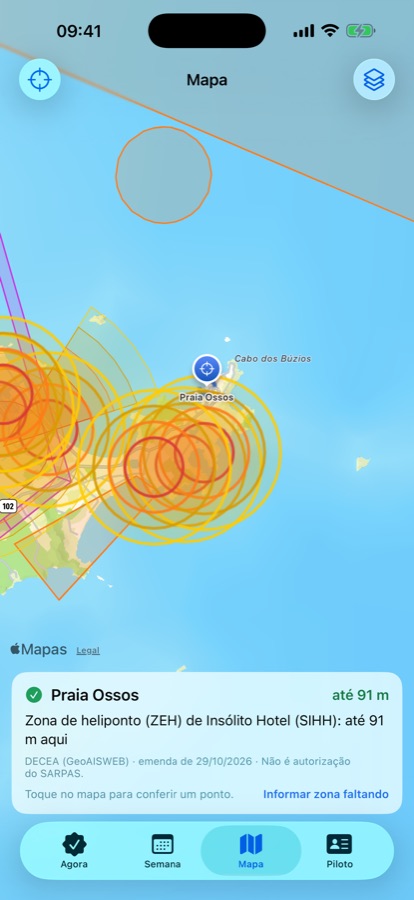 09:41
Mapa
Cabo dos Búzios
Praia Ossos
102
Mapas Legal
Praia Ossos até 91 m
Zona de heliponto (ZEH) de Insólito Hotel (SIHH): até 91
m aqui
DECEA (GeoAISWEB) · emenda de 29/10/2026 · Não é autorização
do SARPAS.
Toque no mapa para conferir um ponto. Informar zona faltando
Agora Semana Mapa Piloto